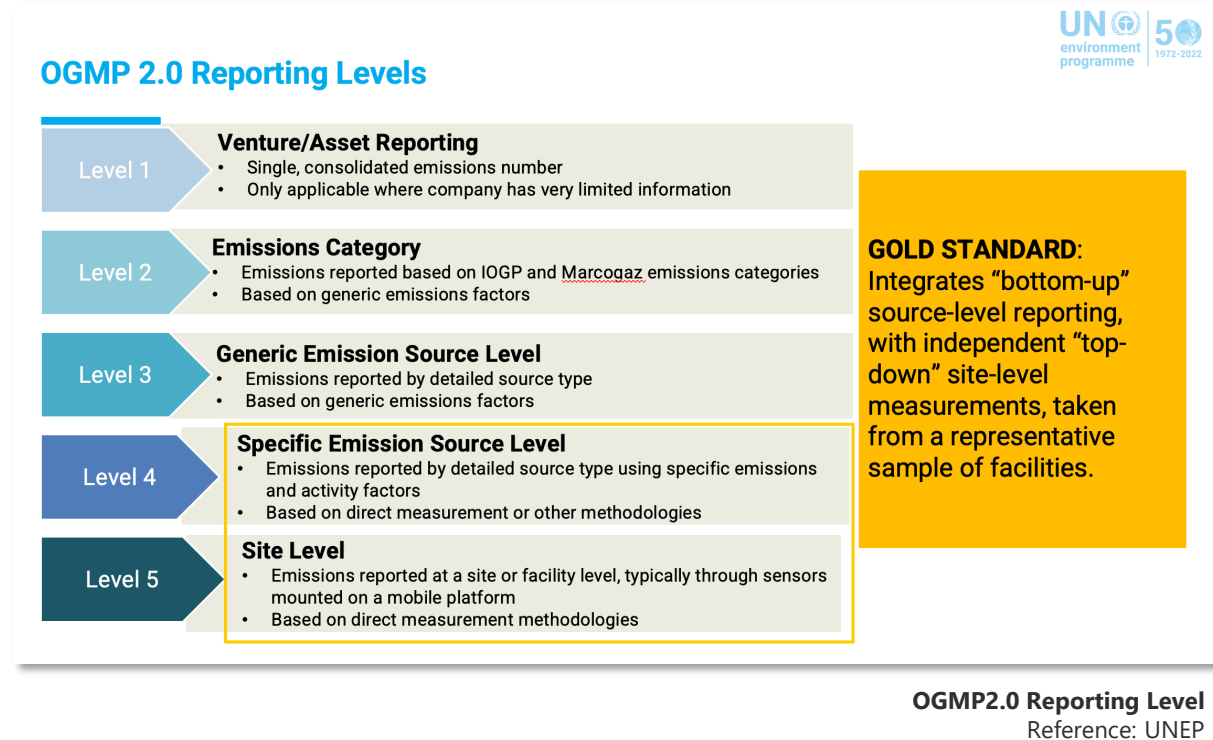 UN
environment
programme
50
1972-2022
OGMP 2.0 Reporting Levels
Level 1
Venture/Asset Reporting
• Single, consolidated emissions number
• Only applicable where company has very limited information
Level 2
Emissions Category
• Emissions reported based on IOGP and Marcogaz emissions categories
• Based on generic emissions factors
Level 3
Generic Emission Source Level
• Emissions reported by detailed source type
• Based on generic emissions factors
Level 4
Specific Emission Source Level
• Emissions reported by detailed source type using specific emissions
and activity factors
• Based on direct measurement or other methodologies
Level 5
Site Level
• Emissions reported at a site or facility level, typically through sensors
mounted on a mobile platform
• Based on direct measurement methodologies
GOLD STANDARD:
Integrates “bottom-up”
source-level reporting,
with independent “top-
down” site-level
measurements, taken
from a representative
sample of facilities.
OGMP2.0 Reporting Level
Reference: UNEP